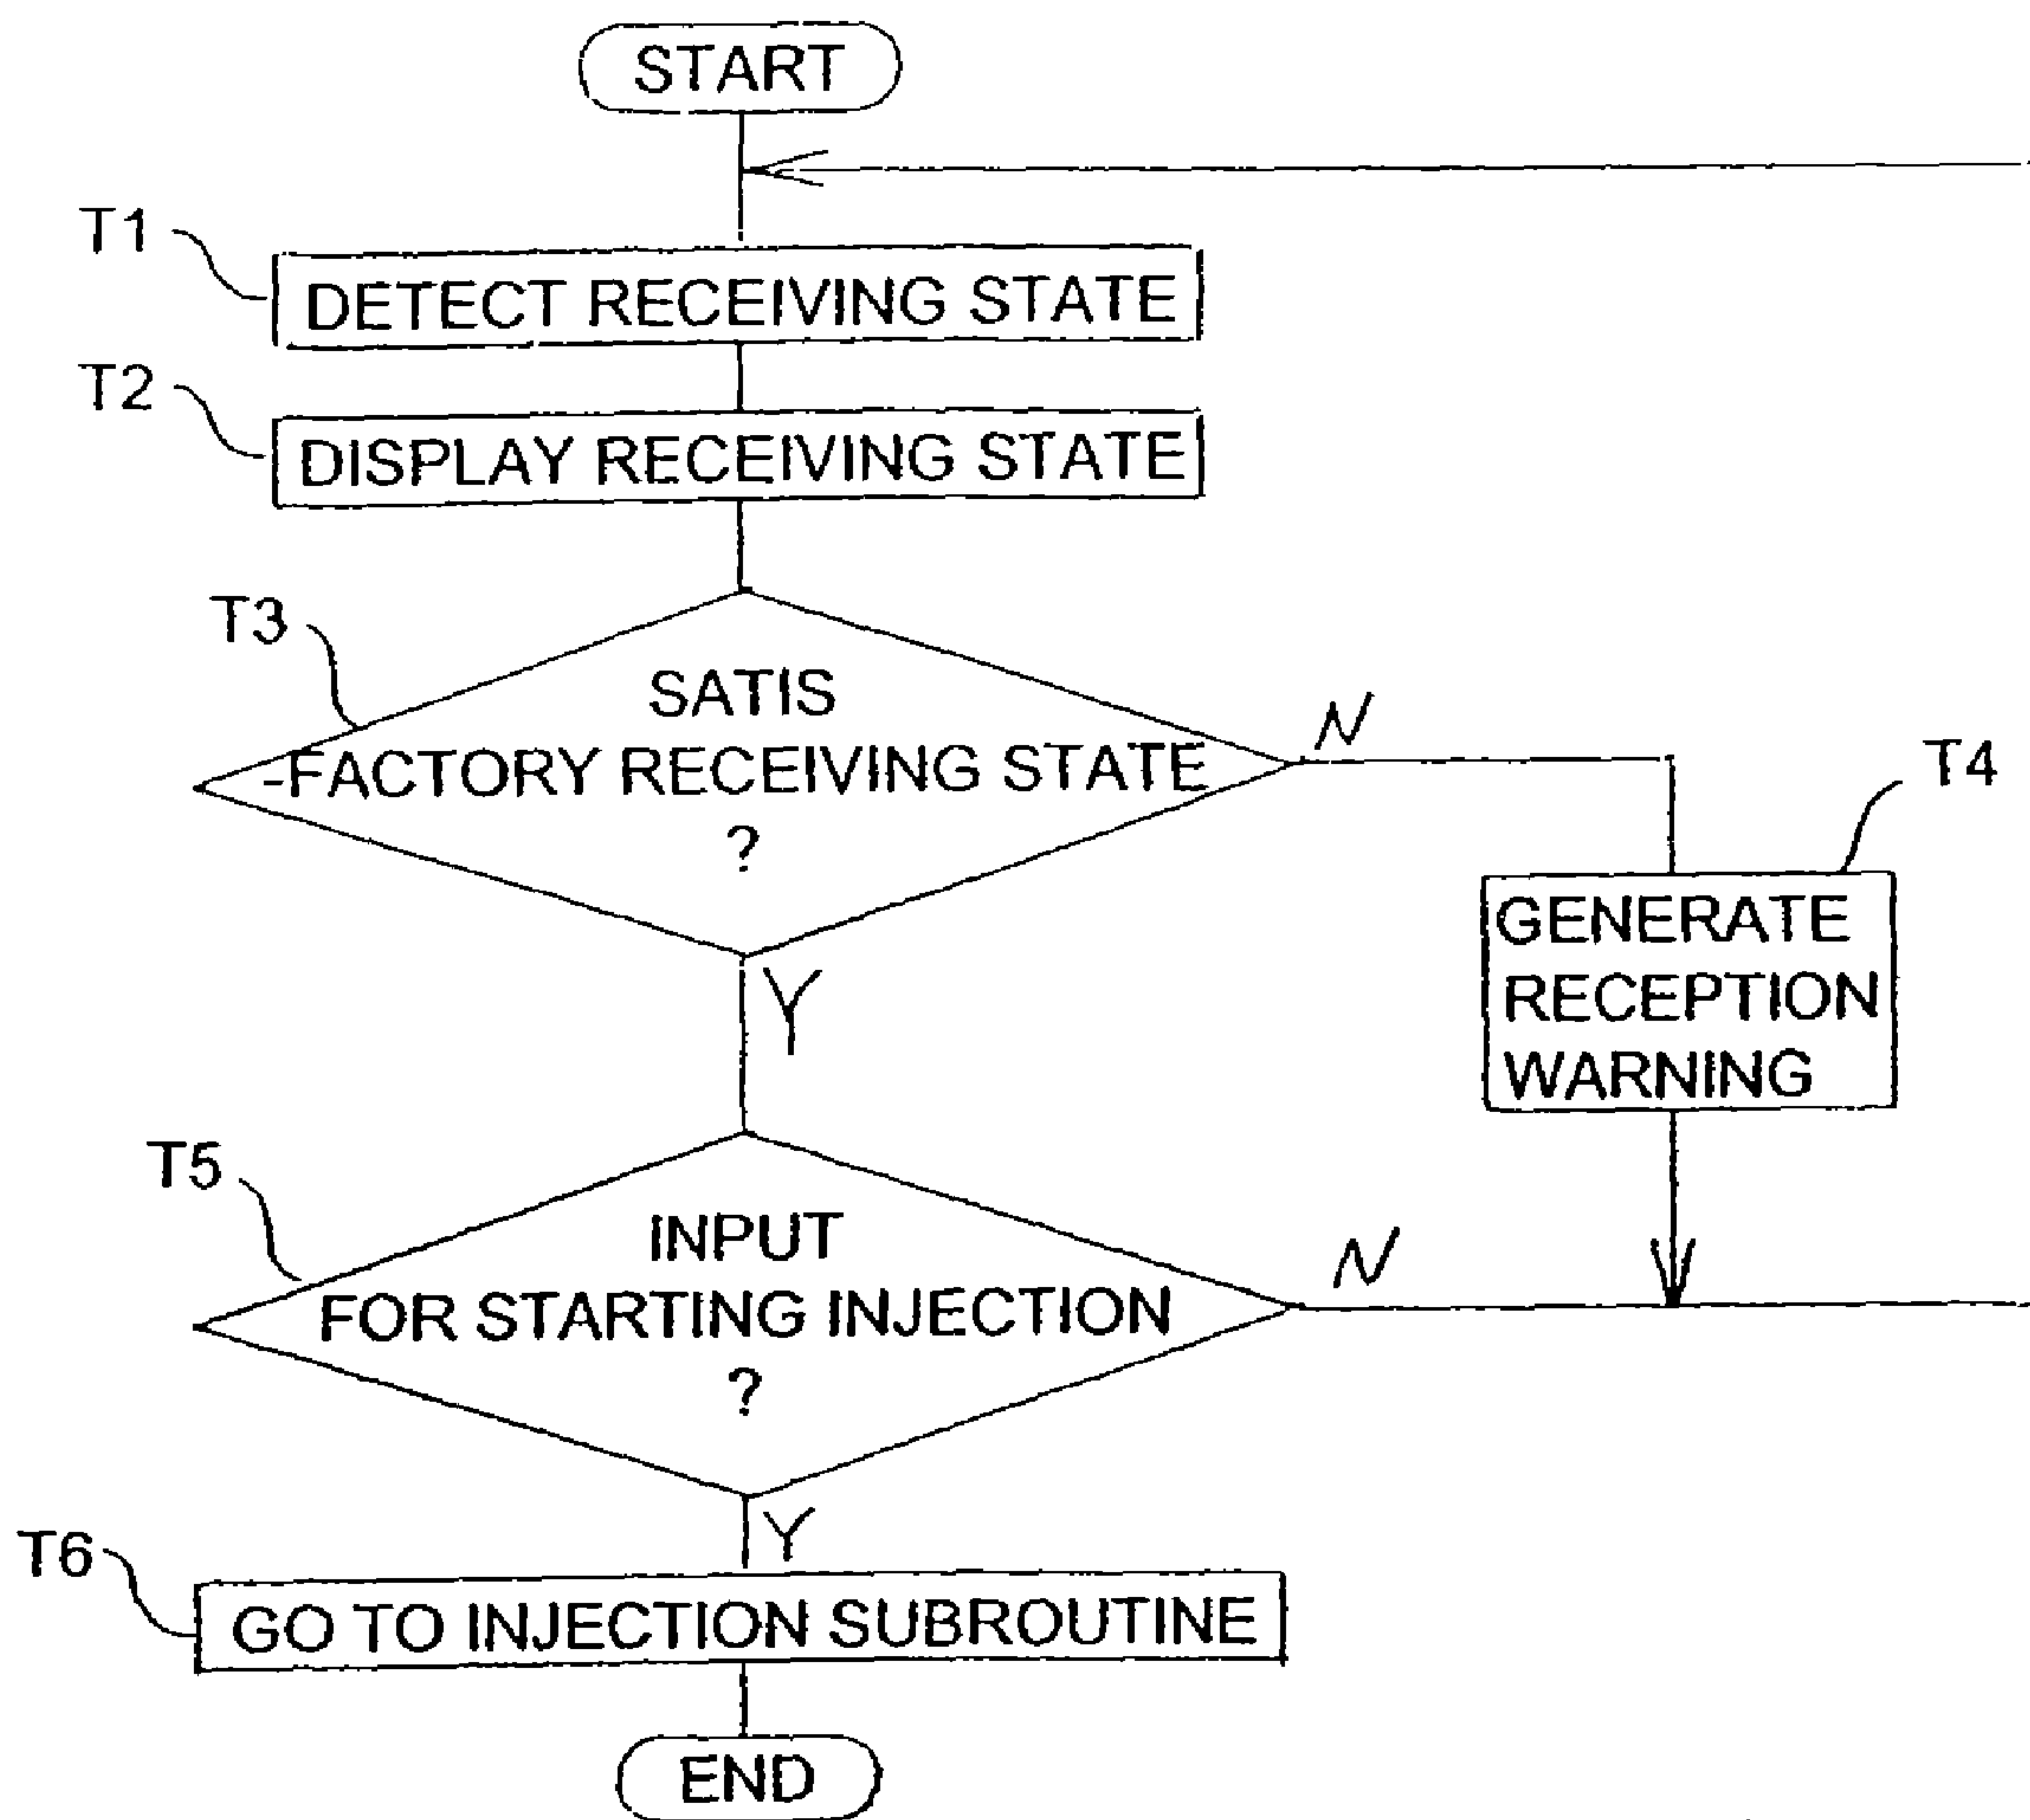 START
T1
DETECT RECEIVING STATE
T2
DISPLAY RECEIVING STATE
T3
SATIS
-FACTORY RECEIVING STATE
?
N
T4
GENERATE
RECEPTION
WARNING
Y
T5
INPUT
FOR STARTING INJECTION
?
N
Y
T6
GO TO INJECTION SUBROUTINE
END